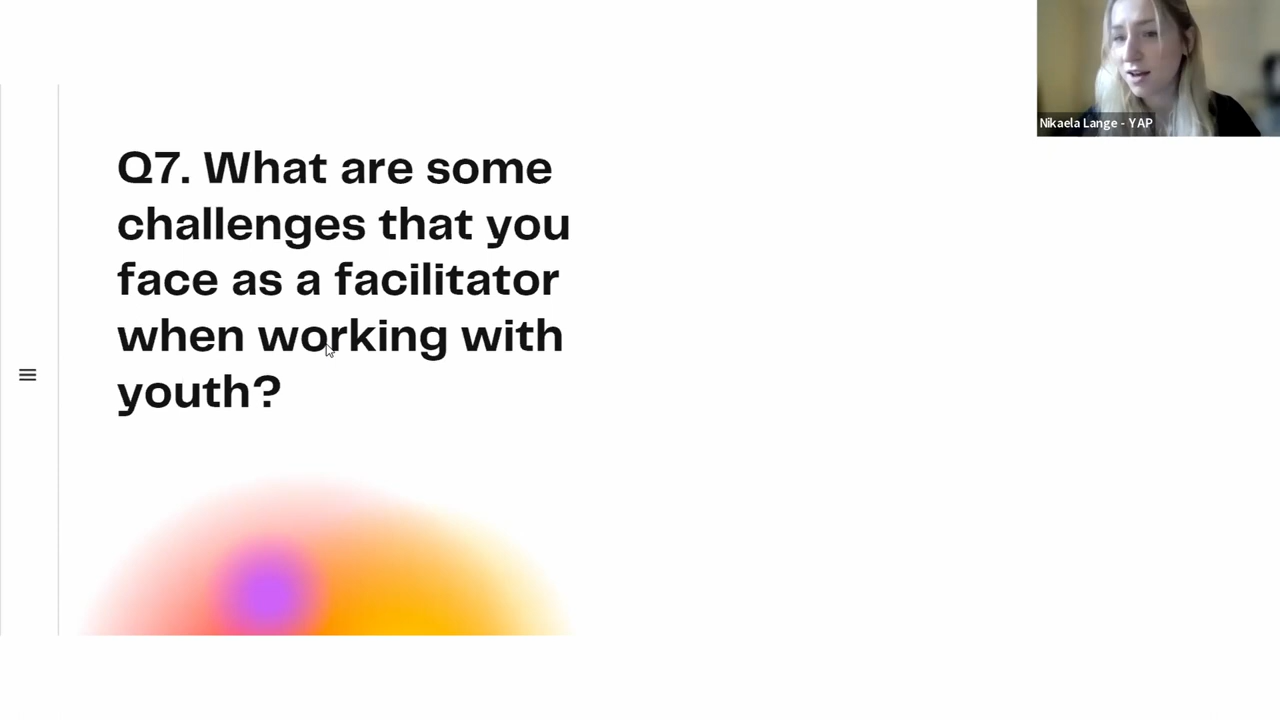 Nikaela Lange - YAP
Q7. What are some
challenges that you
face as a facilitator
when working with
youth?